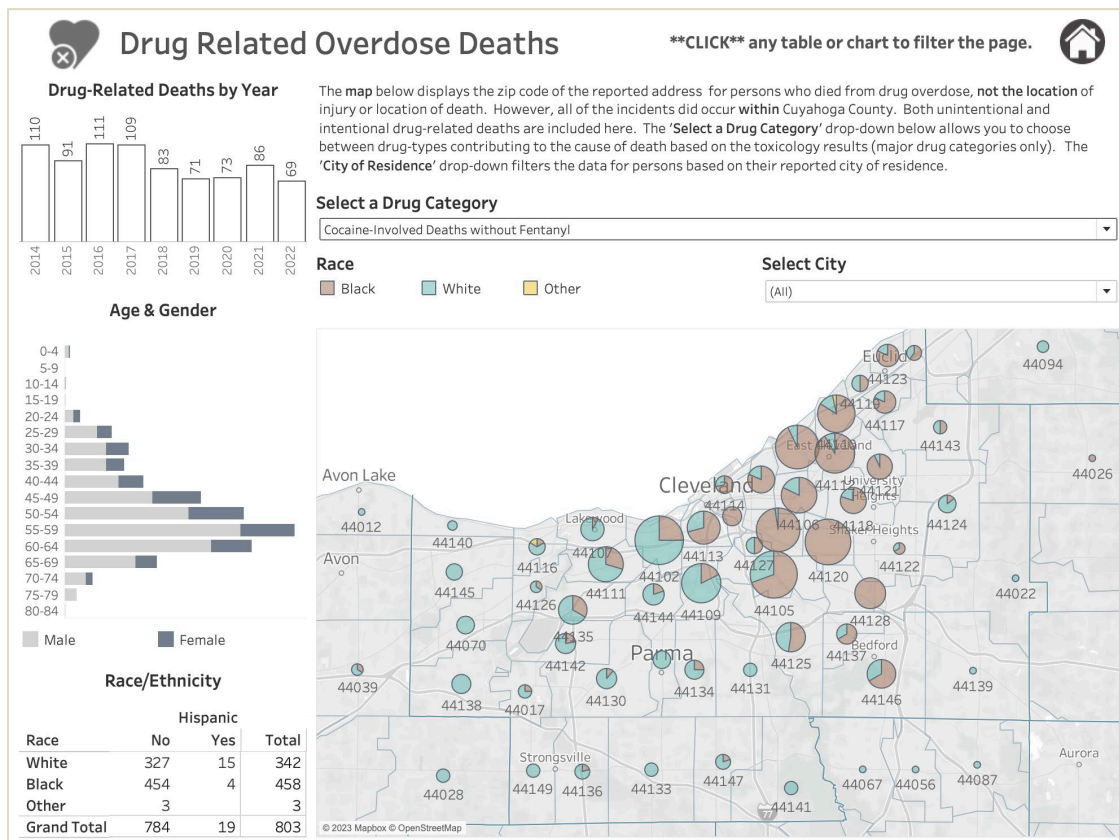 Drug Related Overdose Deaths
**CLICK** any table or chart to filter the page.
Drug-Related Deaths by Year
110
91
111
109
83
71
73
86
69
2014
2015
2016
2017
2018
2019
2020
2021
2022
The map below displays the zip code of the reported address for persons who died from drug overdose, not the location of
injury or location of death. However, all of the incidents did occur within Cuyahoga County. Both unintentional and
intentional drug-related deaths are included here. The 'Select a Drug Category' drop-down below allows you to choose
between drug-types contributing to the cause of death based on the toxicology results (major drug categories only). The
'City of Residence' drop-down filters the data for persons based on their reported city of residence.
Select a Drug Category
Cocaine-Involved Deaths without Fentanyl
Race
Black
White
Other
Select City
(All)
Age & Gender
0-4
5-9
10-14
15-19
20-24
25-29
30-34
35-39
40-44
45-49
50-54
55-59
60-64
65-69
70-74
75-79
80-84
Male
Female
Race/Ethnicity
Hispanic
Race No Yes Total
White 327 15 342
Black 454 4 458
Other 3 3
Grand Total 784 19 803
Euclid
44094
44123
44119
44117
44143
44110
East Cleveland
44026
Avon Lake
Cleveland
44112
44121
University
Heights
44114
44012
44140
Lakewood
44107
44106
44118
44124
Shaker Heights
Avon
44116
44102
44113
44127
44120
44122
44145
44111
44126
44144
44109
44105
44022
44128
44070
44135
44142
Parma
44125
44137
Bedford
44039
44138
44017
44130
44134
44131
44146
44139
Strongsville
Aurora
44028
44149
44136
44133
44147
44141
44067
44056
44087
77
© 2023 Mapbox © OpenStreetMap